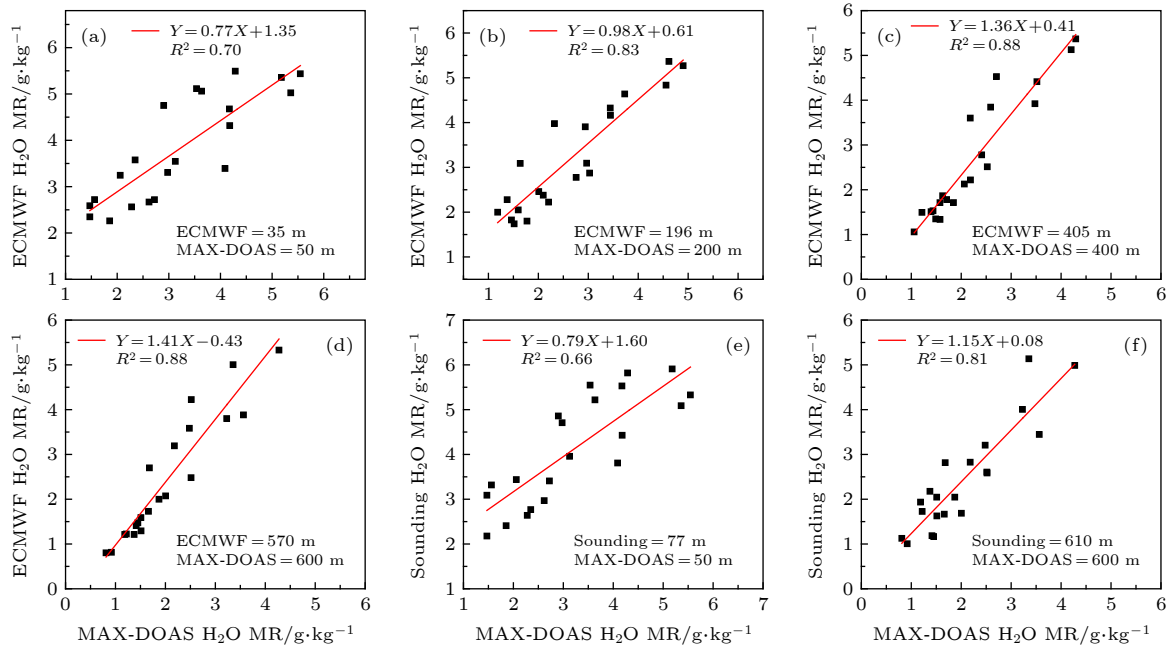 (a)
Y=0.77X+1.35
R²=0.70
ECMWF H₂O MR/g·kg⁻¹
6
5
4
3
2
1
ECMWF=35 m
MAX-DOAS=50 m
1 2 3 4 5 6
(b)
Y=0.98X+0.61
R²=0.83
ECMWF H₂O MR/g·kg⁻¹
6
5
4
3
2
1
ECMWF=196 m
MAX-DOAS=200 m
1 2 3 4 5 6
(c)
Y=1.36X+0.41
R²=0.88
ECMWF H₂O MR/g·kg⁻¹
6
5
4
3
2
1
0
ECMWF=405 m
MAX-DOAS=400 m
0 1 2 3 4 5 6
Y=1.41X−0.43
R²=0.88
(d)
ECMWF H₂O MR/g·kg⁻¹
6
5
4
3
2
1
0
ECMWF=570 m
MAX-DOAS=600 m
0 1 2 3 4 5 6
MAX-DOAS H₂O MR/g·kg⁻¹
Y=0.79X+1.60
R²=0.66
(e)
Sounding H₂O MR/g·kg⁻¹
7
6
5
4
3
2
1
Sounding=77 m
MAX-DOAS=50 m
1 2 3 4 5 6 7
MAX-DOAS H₂O MR/g·kg⁻¹
Y=1.15X+0.08
R²=0.81
(f)
Sounding H₂O MR/g·kg⁻¹
6
5
4
3
2
1
0
Sounding=610 m
MAX-DOAS=600 m
0 1 2 3 4 5 6
MAX-DOAS H₂O MR/g·kg⁻¹